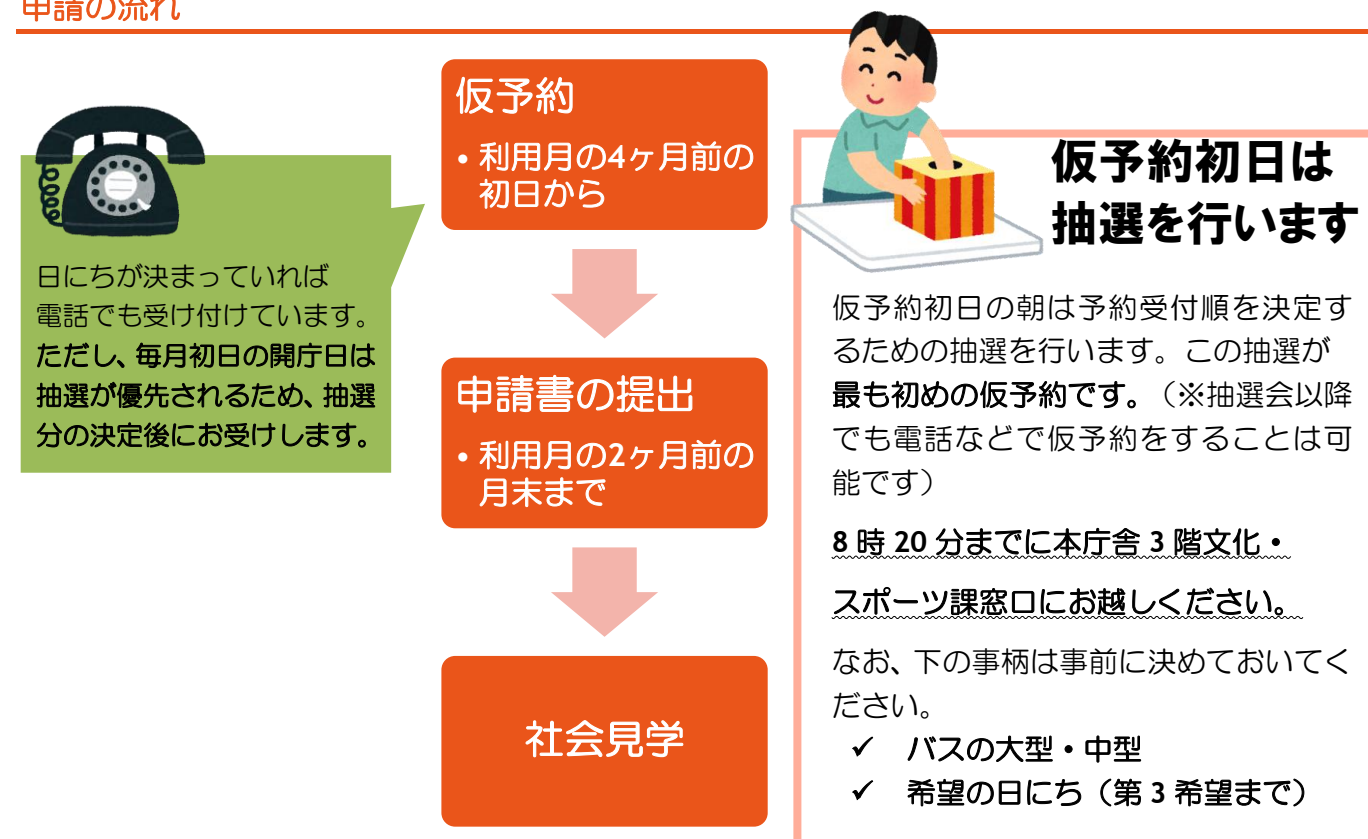 申請の流れ
日にちが決まっていれば
電話でも受け付けています。
ただし、毎月初日の開庁日は
抽選が優先されるため、抽選
分の決定後にお受けします。
仮予約
• 利用月の4ヶ月前の
初日から
申請書の提出
• 利用月の2ヶ月前の
月末まで
社会見学
仮予約初日は
抽選を行います
仮予約初日の朝は予約受付順を決定す
るための抽選を行います。この抽選が
最も初めの仮予約です。（※抽選会以降
でも電話などで仮予約をすることは可
能です）
8 時 20 分までに本庁舎 3 階文化・
スポーツ課窓口にお越しください。
なお、下の事柄は事前に決めておいてく
ださい。
✓ バスの大型・中型
✓ 希望の日にち（第 3 希望まで）